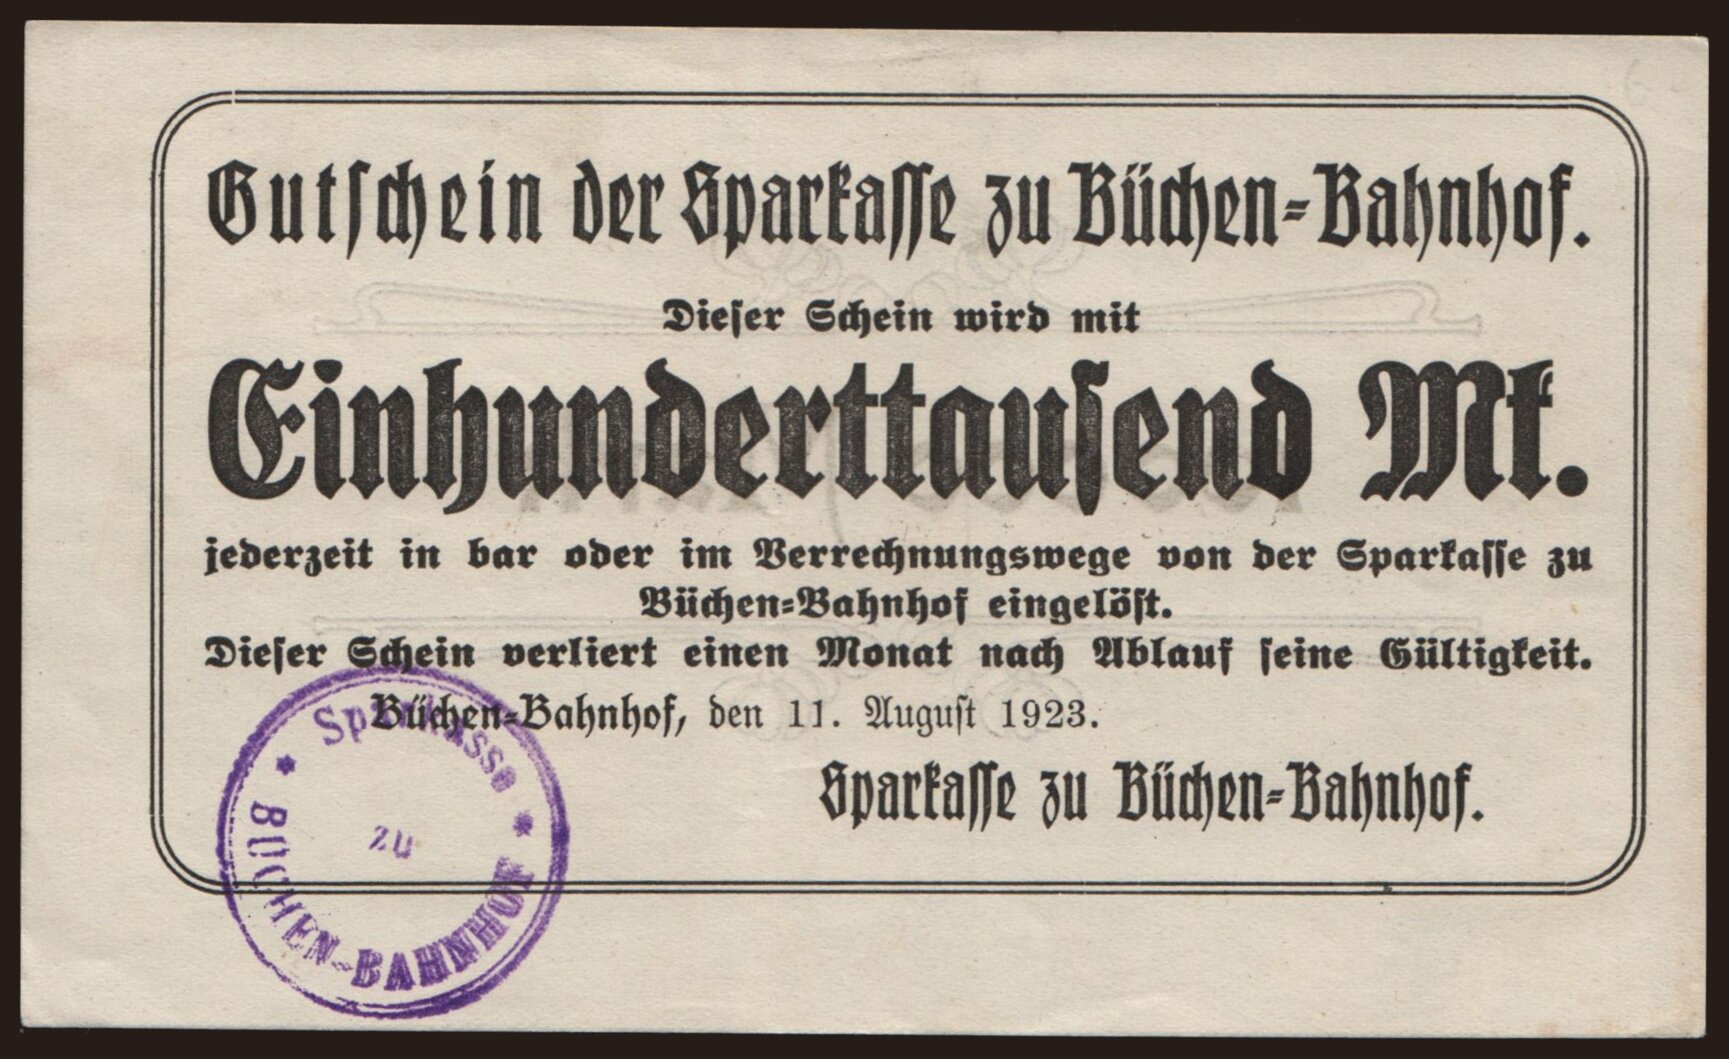 Gutschein der Sparkasse zu Büchen-Bahnhof.
Dieser Schein wird mit
Einhunderttausend Mk.
jederzeit in bar oder im Verrechnungswege von der Sparkasse zu
Büchen-Bahnhof eingelöst.
Dieser Schein verliert einen Monat nach Ablauf seine Gültigkeit.
Büchen-Bahnhof, den 11. August 1923.
Sparkasse zu Büchen-Bahnhof.
Sparkasse
zu
BÜCHEN-BAHNHOF